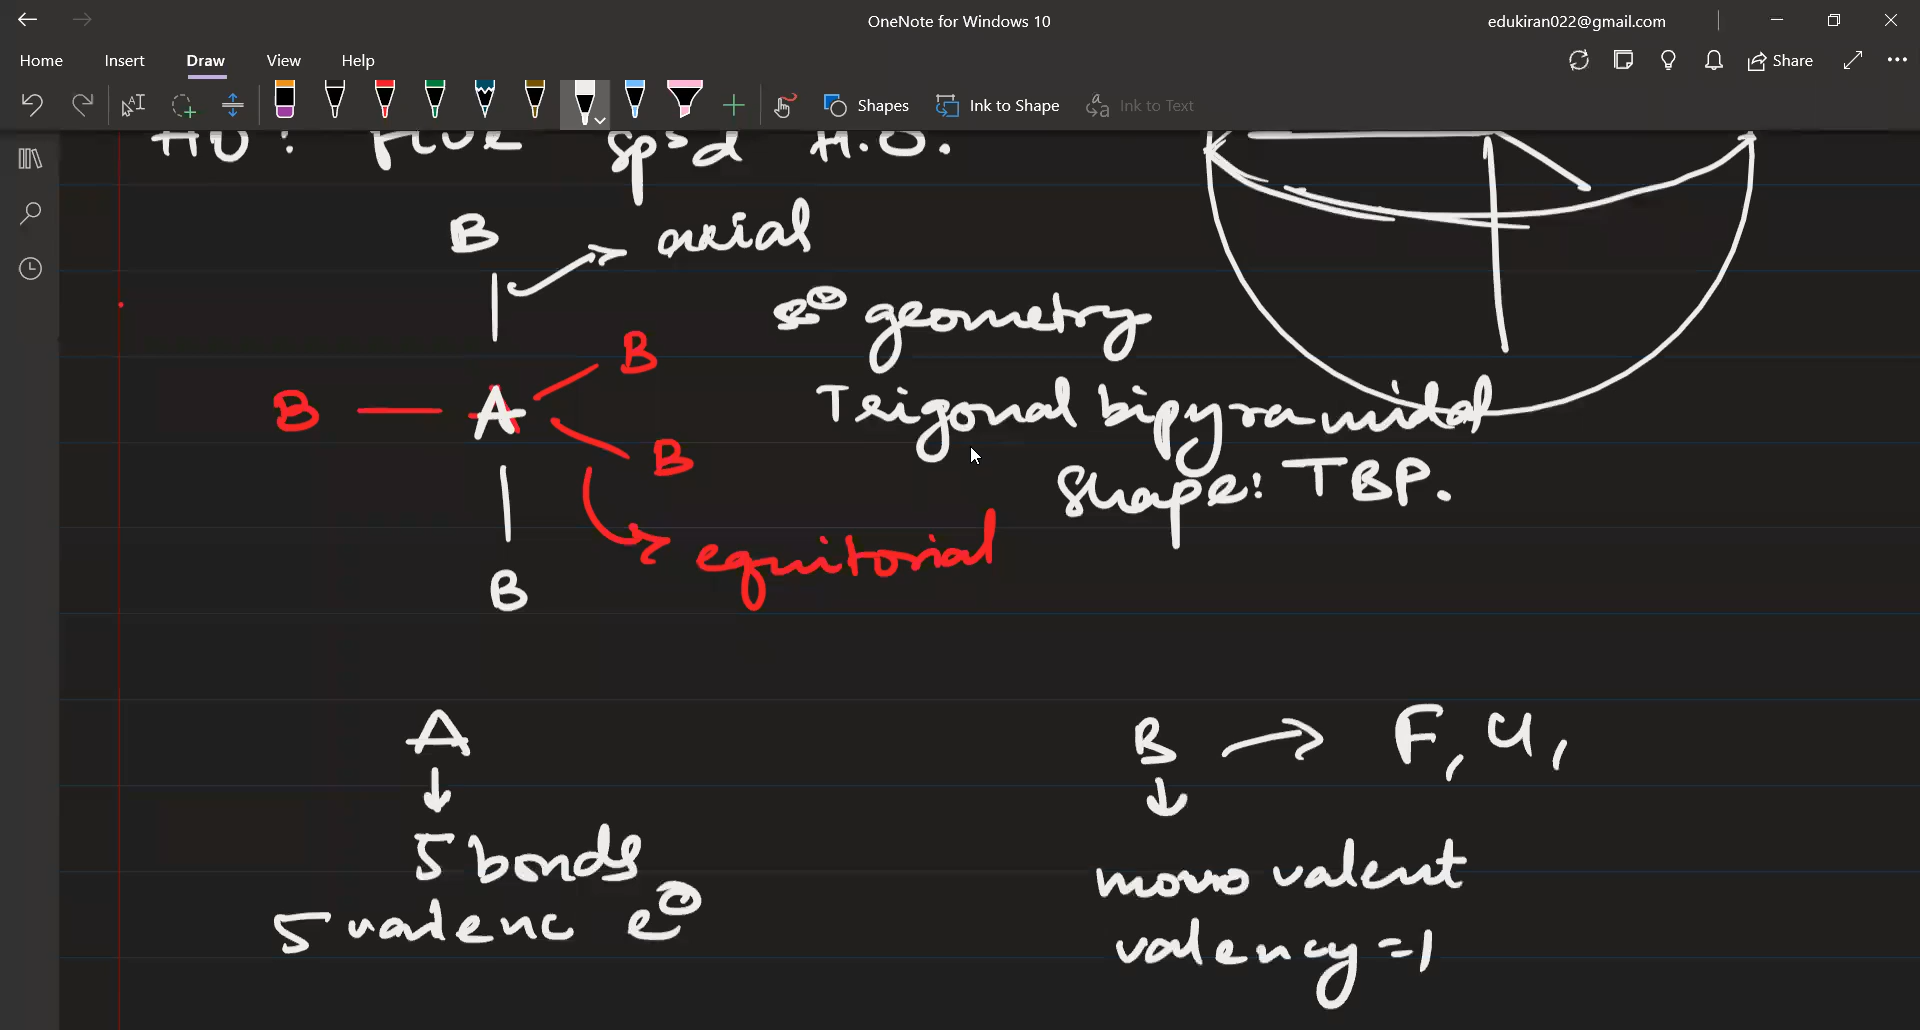 OneNote for Windows 10
edukiran022@gmail.com
Home Insert Draw View Help
Share
Shapes Ink to Shape Ink to Text
Five sp³d H.O.
B
axial
e⊖ geometry
B
B — A
Trigonal bipyramidal
B
Shape: TBP.
equitorial
B
A
B → F, Cl,
↓
↓
5 bonds
mono valent
5 valenc e⊖
valency = 1